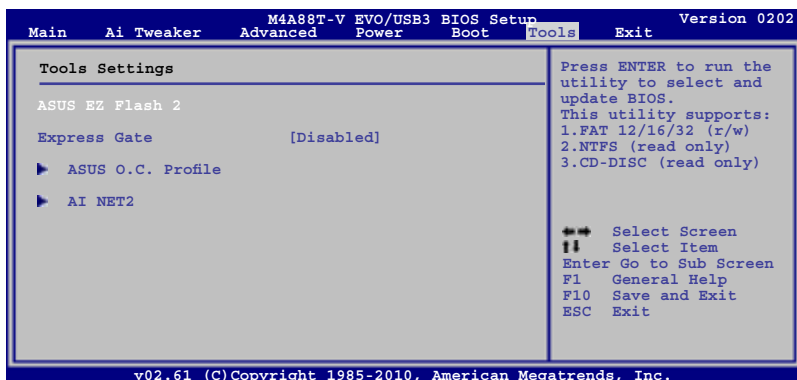 M4A88T-V EVO/USB3 BIOS Setup Version 0202
Main Ai Tweaker Advanced Power Boot Tools Exit
Tools Settings
ASUS EZ Flash 2
Express Gate [Disabled]
ASUS O.C. Profile
AI NET2
Press ENTER to run the
utility to select and
update BIOS.
This utility supports:
1.FAT 12/16/32 (r/w)
2.NTFS (read only)
3.CD-DISC (read only)
Select Screen
Select Item
Enter Go to Sub Screen
F1 General Help
F10 Save and Exit
ESC Exit
v02.61 (C)Copyright 1985-2010, American Megatrends, Inc.